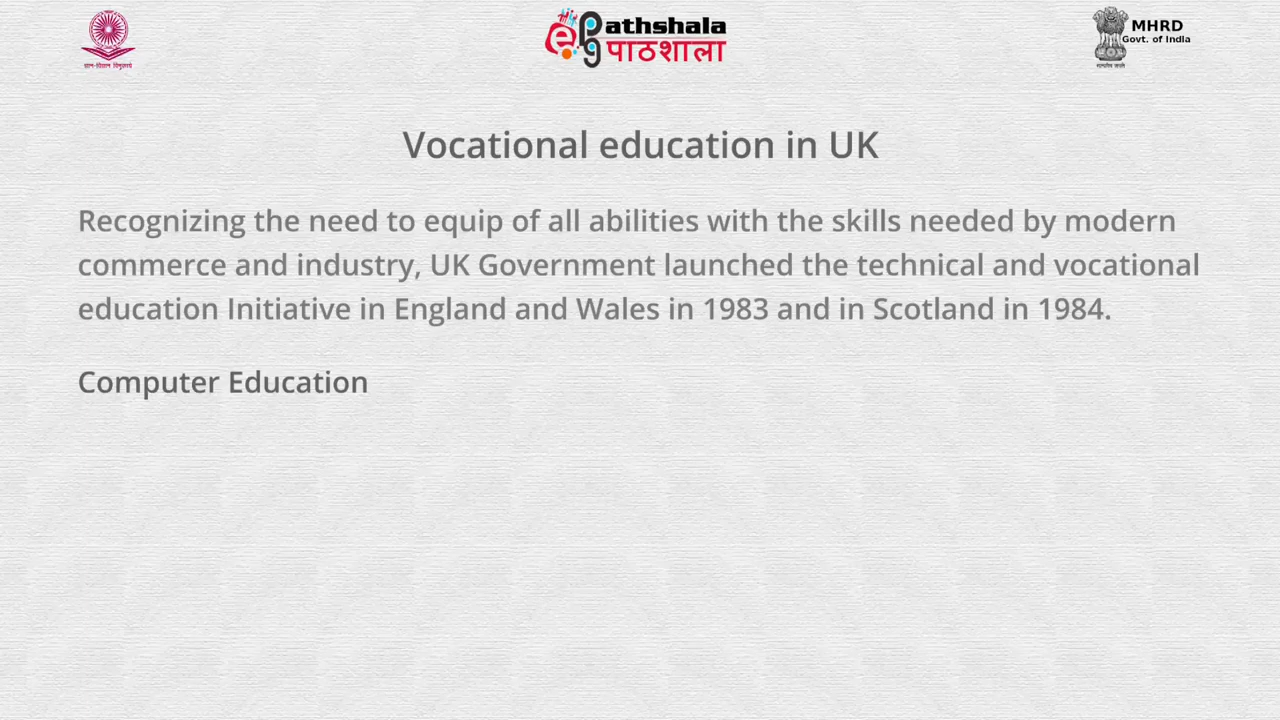 ePGathshala
पाठशाला
MHRD
Govt. of India
Vocational education in UK
Recognizing the need to equip of all abilities with the skills needed by modern
commerce and industry, UK Government launched the technical and vocational
education Initiative in England and Wales in 1983 and in Scotland in 1984.
Computer Education